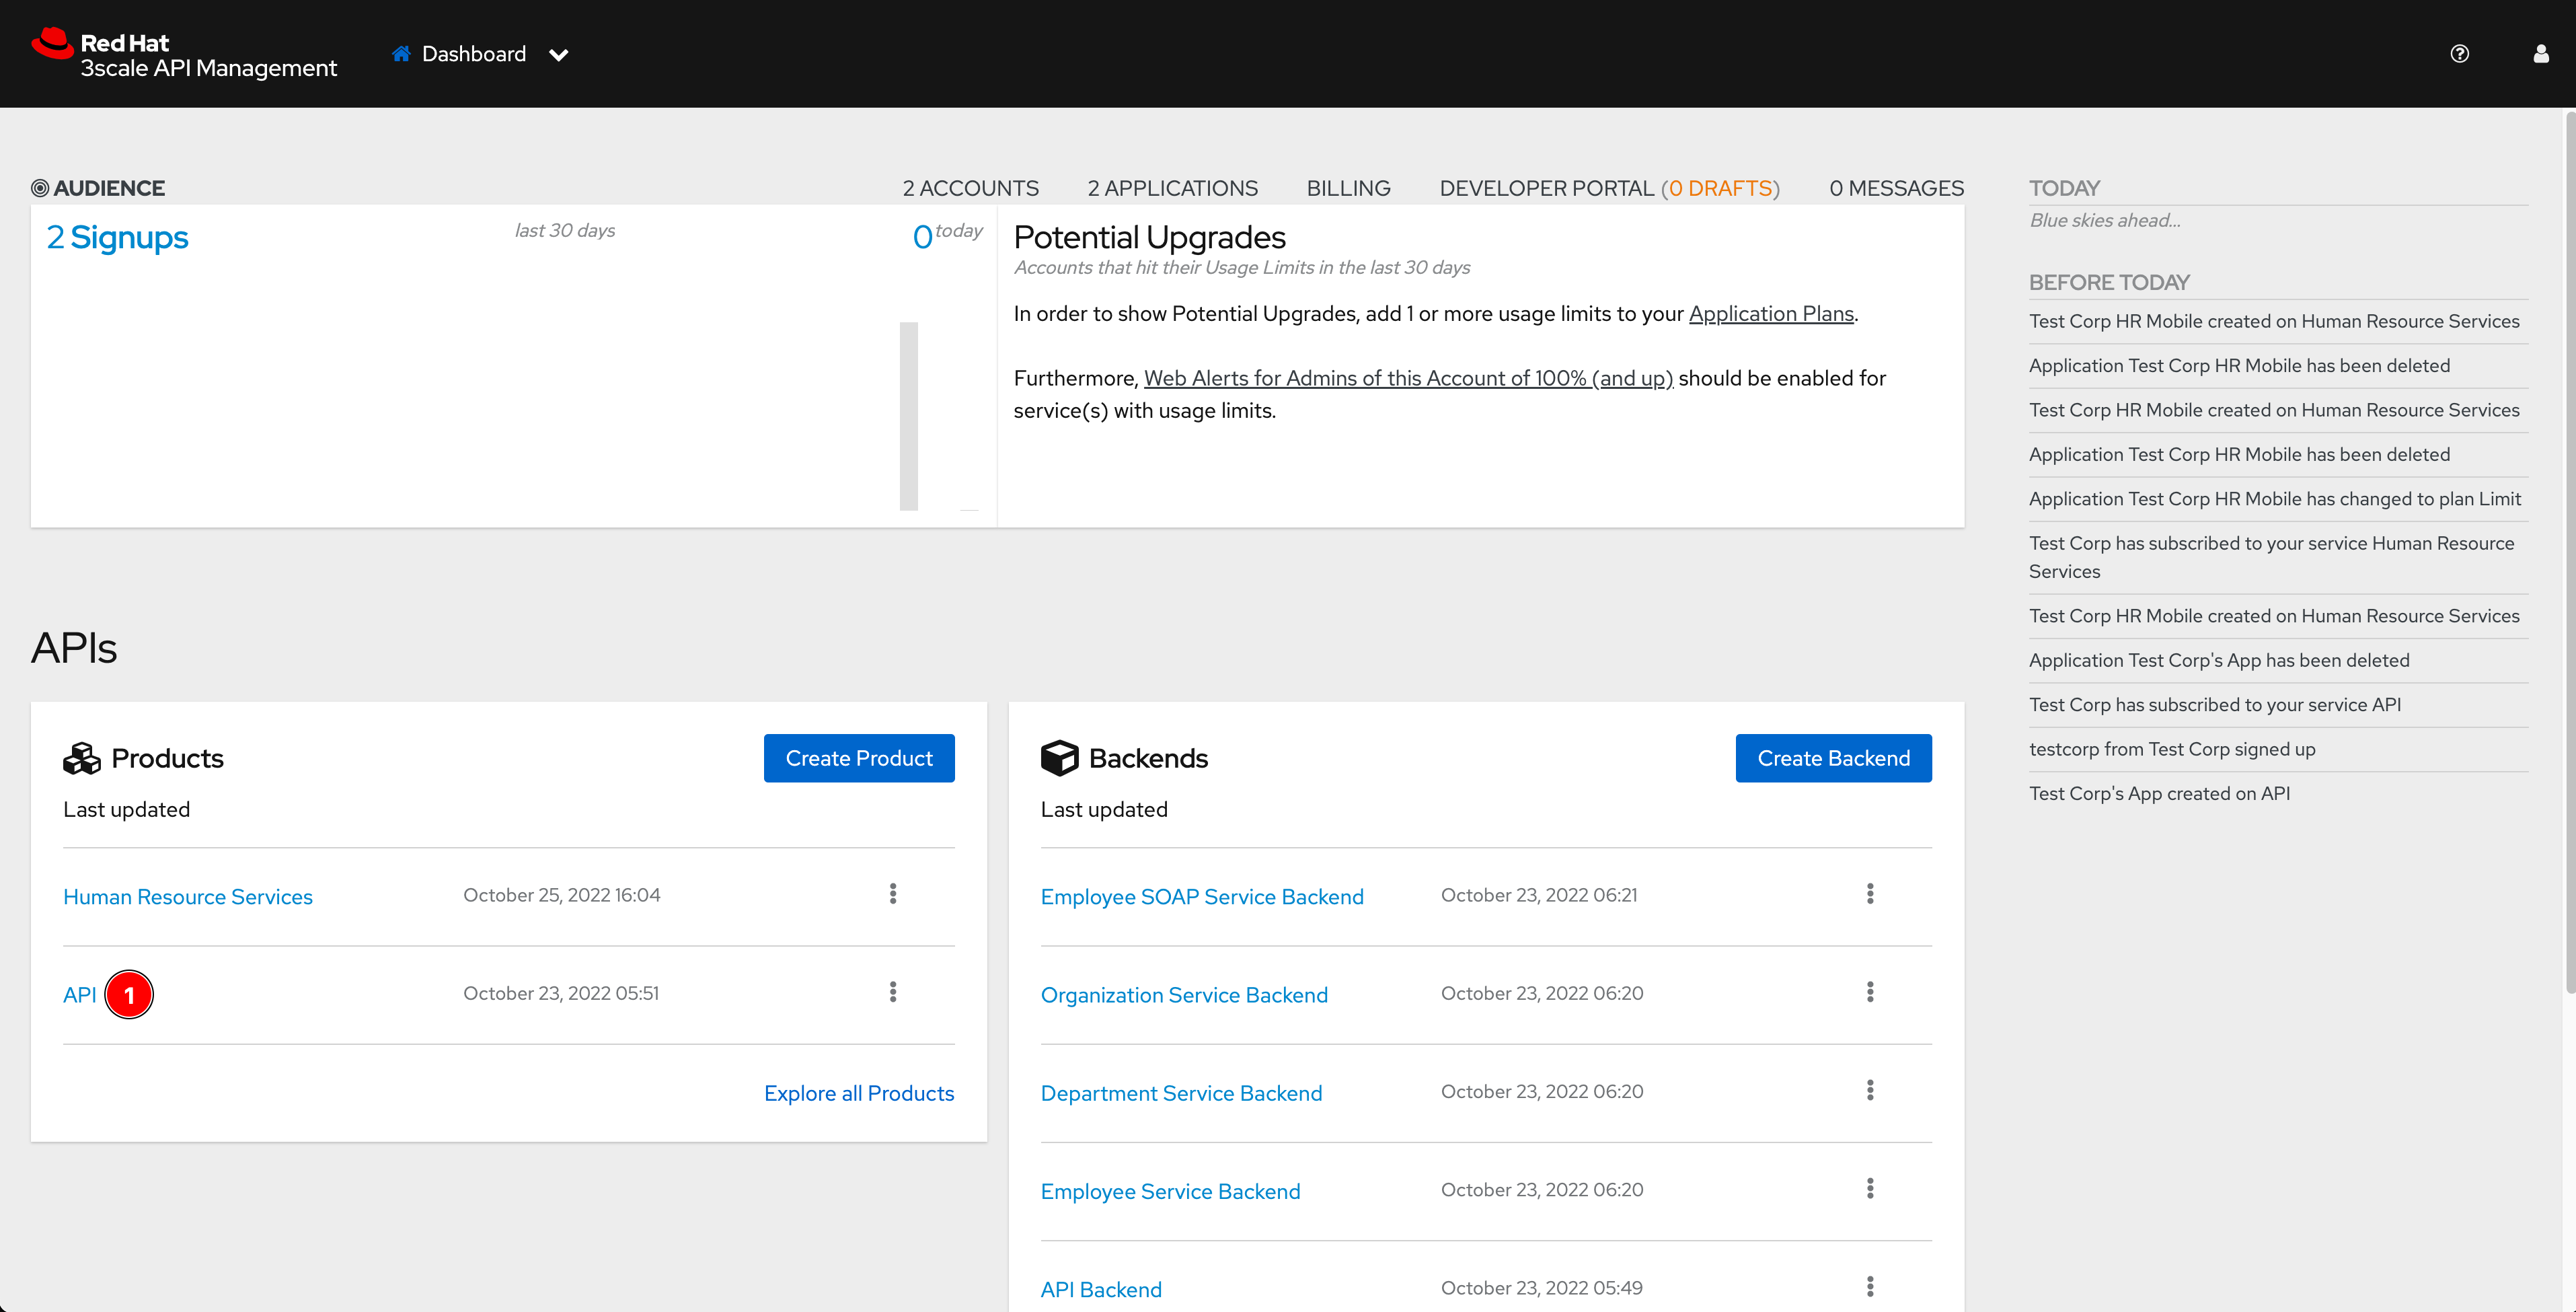 Red Hat
3scale API Management
Dashboard
AUDIENCE
2 ACCOUNTS 2 APPLICATIONS BILLING DEVELOPER PORTAL (0 DRAFTS) 0 MESSAGES
2 Signups last 30 days 0 today
Potential Upgrades
Accounts that hit their Usage Limits in the last 30 days
In order to show Potential Upgrades, add 1 or more usage limits to your Application Plans.
Furthermore, Web Alerts for Admins of this Account of 100% (and up) should be enabled for
service(s) with usage limits.
TODAY
Blue skies ahead...
BEFORE TODAY
Test Corp HR Mobile created on Human Resource Services
Application Test Corp HR Mobile has been deleted
Test Corp HR Mobile created on Human Resource Services
Application Test Corp HR Mobile has been deleted
Application Test Corp HR Mobile has changed to plan Limit
Test Corp has subscribed to your service Human Resource
Services
Test Corp HR Mobile created on Human Resource Services
Application Test Corp's App has been deleted
Test Corp has subscribed to your service API
testcorp from Test Corp signed up
Test Corp's App created on API
APIs
Products Create Product
Last updated
Human Resource Services October 25, 2022 16:04
API 1 October 23, 2022 05:51
Explore all Products
Backends Create Backend
Last updated
Employee SOAP Service Backend October 23, 2022 06:21
Organization Service Backend October 23, 2022 06:20
Department Service Backend October 23, 2022 06:20
Employee Service Backend October 23, 2022 06:20
API Backend October 23, 2022 05:49